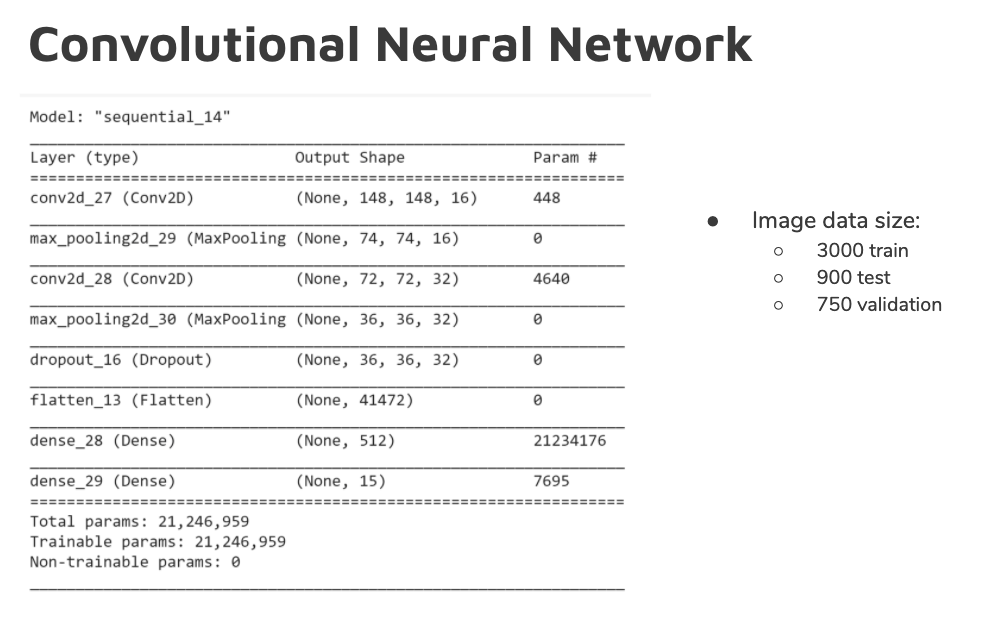 Convolutional Neural Network
Model: "sequential_14"
Layer (type) Output Shape Param #
=================================================================
conv2d_27 (Conv2D) (None, 148, 148, 16) 448
max_pooling2d_29 (MaxPooling (None, 74, 74, 16) 0
conv2d_28 (Conv2D) (None, 72, 72, 32) 4640
max_pooling2d_30 (MaxPooling (None, 36, 36, 32) 0
dropout_16 (Dropout) (None, 36, 36, 32) 0
flatten_13 (Flatten) (None, 41472) 0
dense_28 (Dense) (None, 512) 21234176
dense_29 (Dense) (None, 15) 7695
=================================================================
Total params: 21,246,959
Trainable params: 21,246,959
Non-trainable params: 0
● Image data size:
○ 3000 train
○ 900 test
○ 750 validation